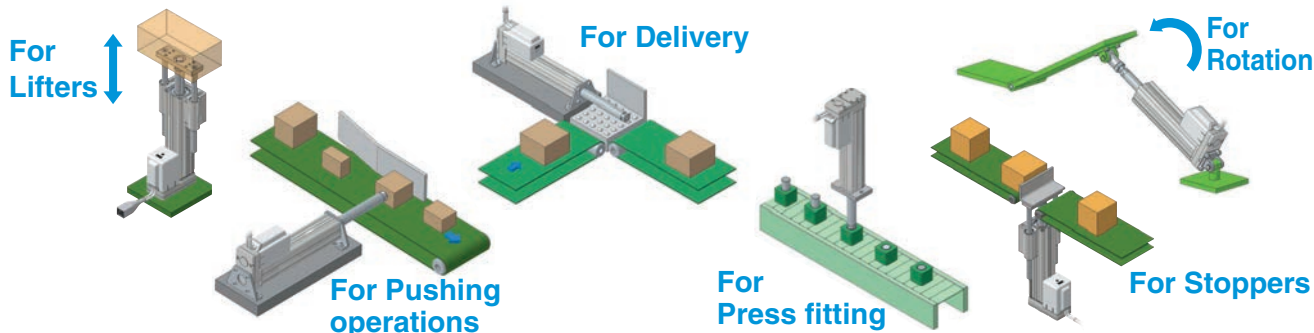 For
Lifters
For Pushing
operations
For Delivery
For
Press fitting
For
Rotation
For Stoppers